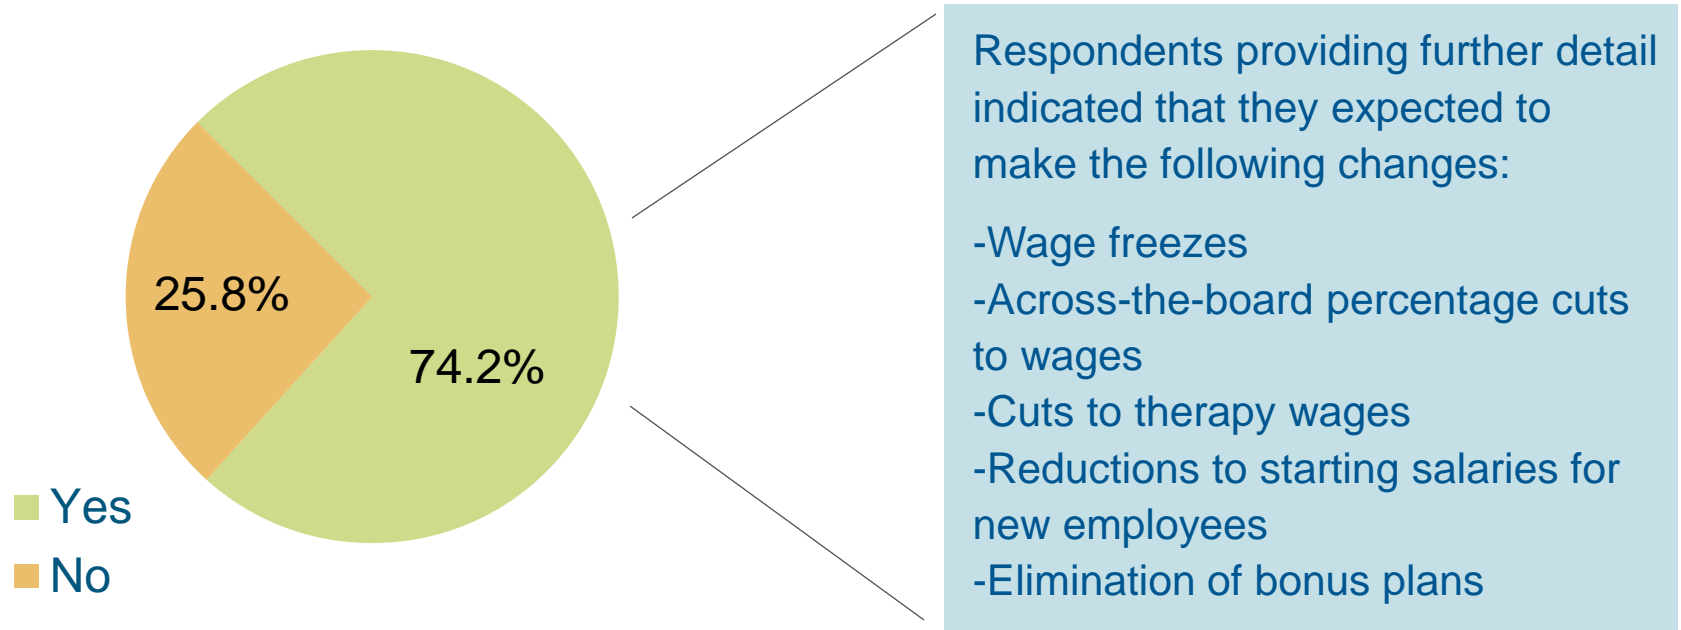 25.8%
74.2%
Yes
No
Respondents providing further detail
indicated that they expected to
make the following changes:
-Wage freezes
-Across-the-board percentage cuts
to wages
-Cuts to therapy wages
-Reductions to starting salaries for
new employees
-Elimination of bonus plans